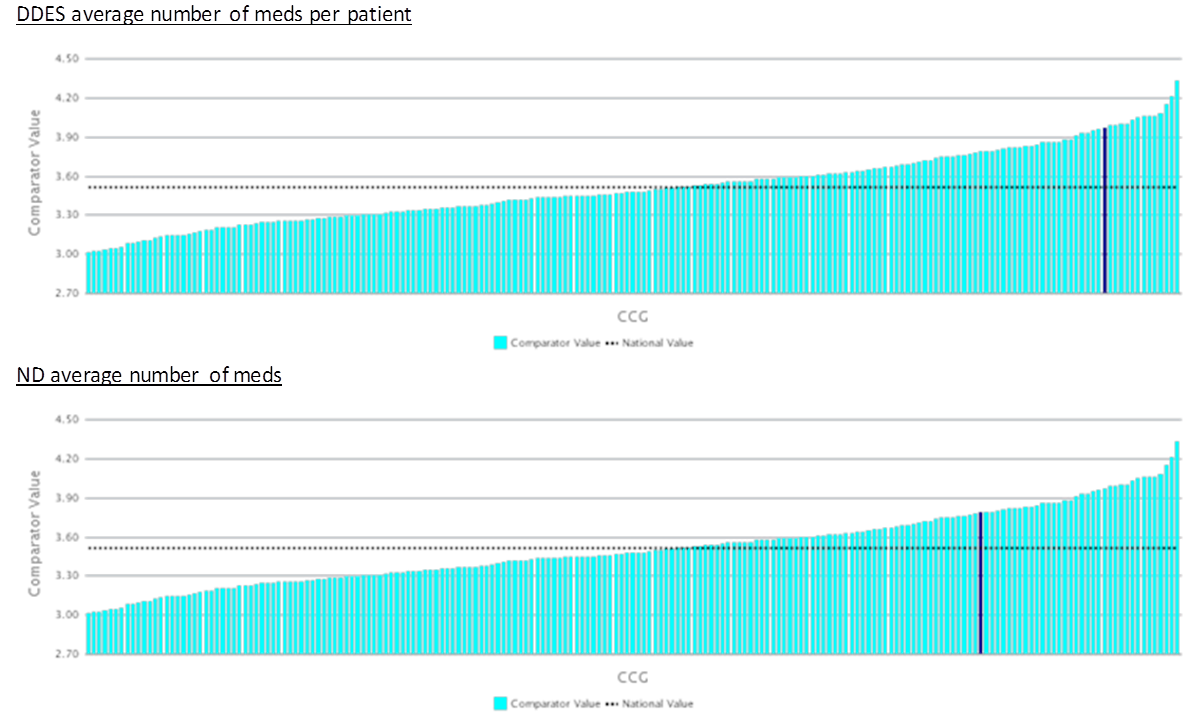 DDES average number of meds per patient
4.50
4.20
3.90
3.60
3.30
3.00
2.70
Comparator Value
CCG
Comparator Value National Value
ND average number of meds
4.50
4.20
3.90
3.60
3.30
3.00
2.70
Comparator Value
CCG
Comparator Value National Value